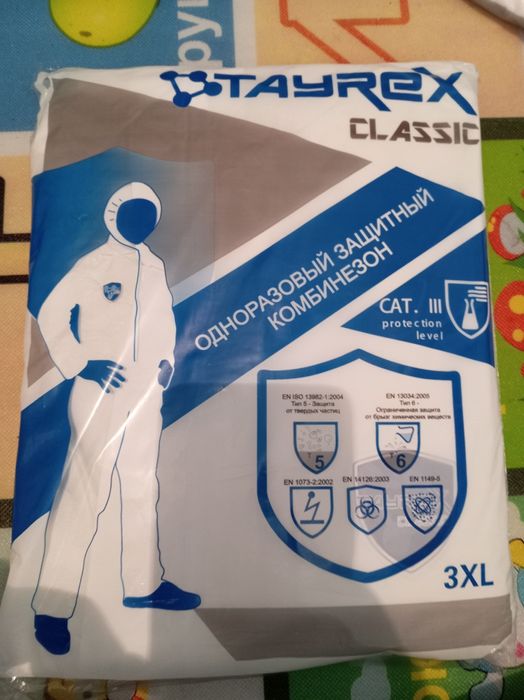 TAYREX
CLASSIC
ОДНОРАЗОВЫЙ ЗАЩИТНЫЙ
КОМБИНЕЗОН
CAT. III
protection
level
EN ISO 13982-1:2004
Тип 5 - Защита
от твердых частиц
EN 13034:2005
Тип 6 -
Ограниченная защита
от брызг химических веществ
5
6
EN 1073-2:2002
EN 14126:2003
EN 1149-5
3XL